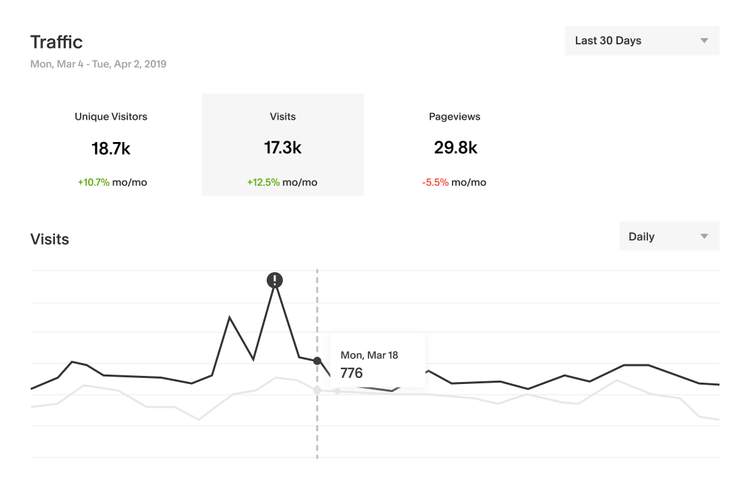 Traffic
Last 30 Days
Mon, Mar 4 - Tue, Apr 2, 2019
Unique Visitors
Visits
Pageviews
18.7k
17.3k
29.8k
+10.7% mo/mo
+12.5% mo/mo
-5.5% mo/mo
Visits
Daily
!
Mon, Mar 18
776